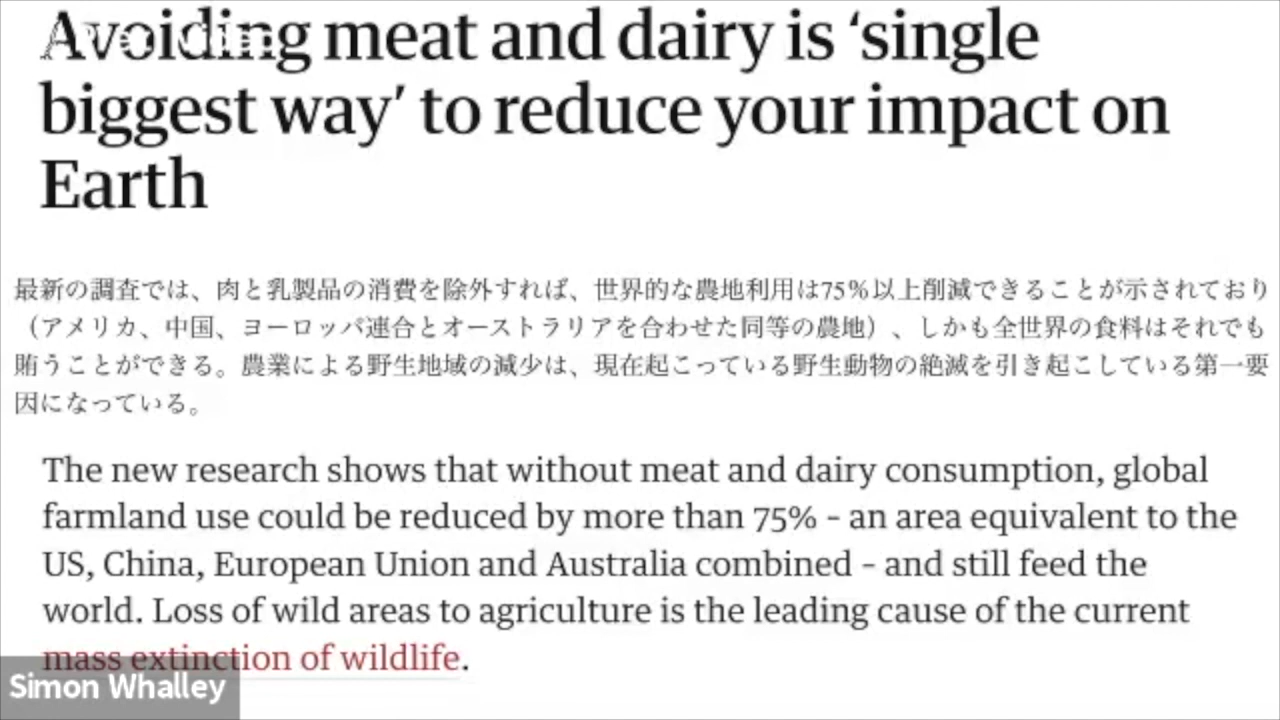 Avoiding meat and dairy is ‘single
biggest way’ to reduce your impact on
Earth
最新の調査では、肉と乳製品の消費を除外すれば、世界的な農地利用は75%以上削減できることが示されており
（アメリカ、中国、ヨーロッパ連合とオーストラリアを合わせた同等の農地）、しかも全世界の食料はそれでも
賄うことができる。農業による野生地域の減少は、現在起こっている野生動物の絶滅を引き起こしている第一要
因になっている。
The new research shows that without meat and dairy consumption, global
farmland use could be reduced by more than 75% – an area equivalent to the
US, China, European Union and Australia combined – and still feed the
world. Loss of wild areas to agriculture is the leading cause of the current
mass extinction of wildlife.
Simon Whalley